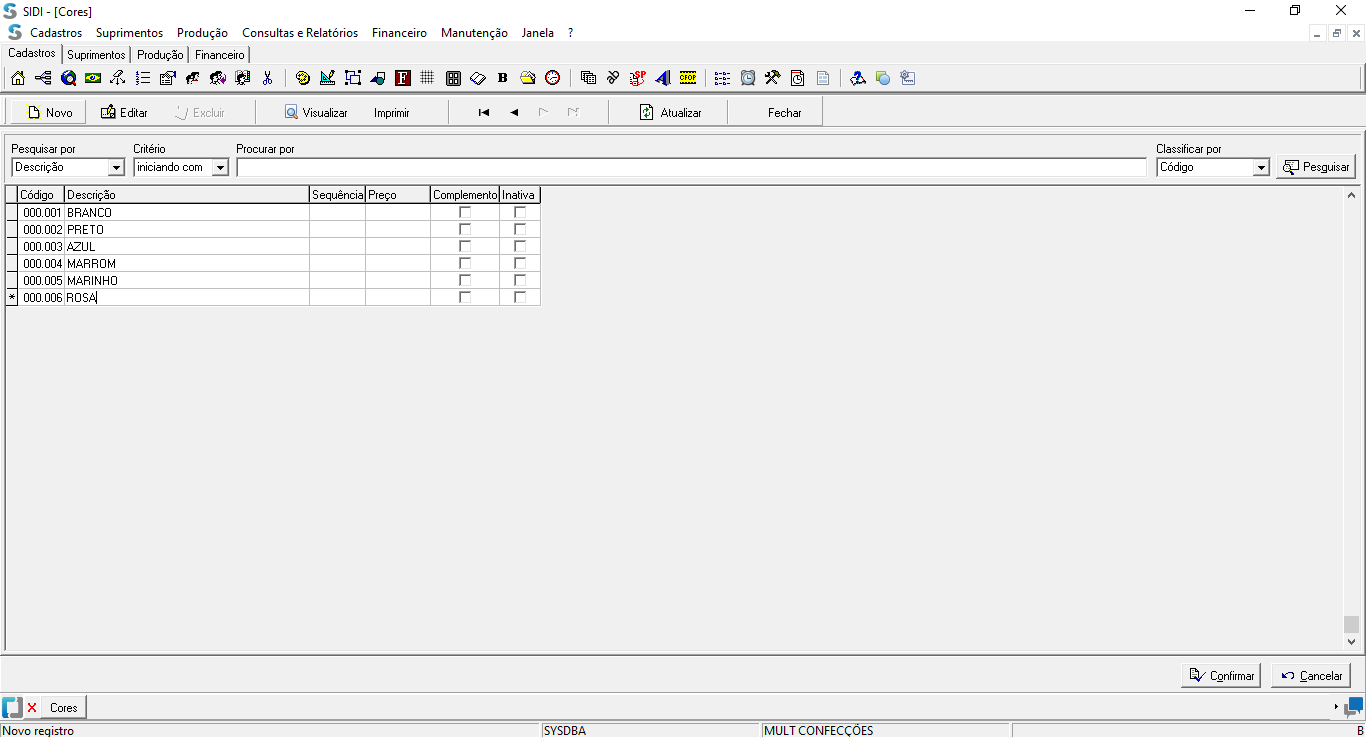 SIDI - [Cores]
Cadastros Suprimentos Produção Consultas e Relatórios Financeiro Manutenção Janela ?
Cadastros Suprimentos Produção Financeiro
F B SP CFOP
Novo Editar Excluir Visualizar Imprimir Atualizar Fechar
Pesquisar por Critério Procurar por Classificar por
Descrição iniciando com Código Pesquisar
Código Descrição Sequência Preço Complemento Inativa
000.001 BRANCO
000.002 PRETO
000.003 AZUL
000.004 MARROM
000.005 MARINHO
* 000.006 ROSA
Confirmar Cancelar
Cores
Novo registro SYSDBA MULT CONFECÇÕES B